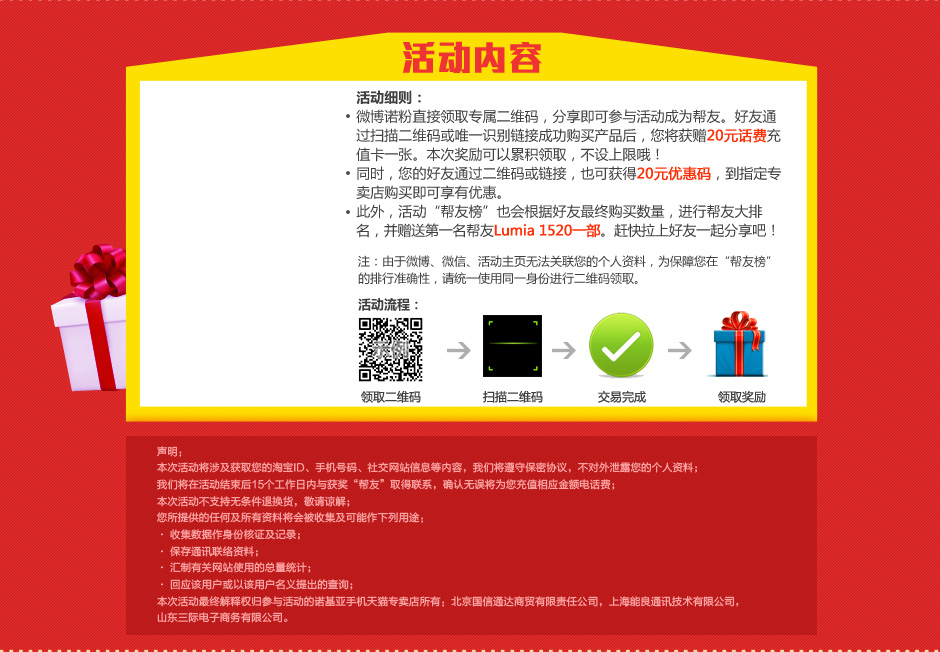 活动内容
活动细则：
• 微博诺粉直接领取专属二维码，分享即可参与活动成为帮友。好友通
过扫描二维码或唯一识别链接成功购买产品后，您将获赠20元话费充
值卡一张。本次奖励可以累积领取，不设上限哦！
• 同时，您的好友通过二维码或链接，也可获得20元优惠码，到指定专
卖店购买即可享有优惠。
• 此外，活动“帮友榜”也会根据好友最终购买数量，进行帮友大排
名，并赠送第一名帮友Lumia 1520一部。赶快拉上好友一起分享吧！
注：由于微博、微信、活动主页无法关联您的个人资料，为保障您在“帮友榜”
的排行准确性，请统一使用同一身份进行二维码领取。
活动流程：
领取二维码
扫描二维码
交易完成
领取奖励
声明；
本次活动将涉及获取您的淘宝ID、手机号码、社交网站信息等内容，我们将遵守保密协议，不对外泄露您的个人资料；
我们将在活动结束后15个工作日内与获奖“帮友”取得联系，确认无误将为您充值相应金额电话费；
本次活动不支持无条件退换货，敬请谅解；
您所提供的任何及所有资料将会被收集及可能作下列用途；
· 收集数据作身份核证及记录；
· 保存通讯联络资料；
· 汇制有关网站使用的总量统计；
· 回应该用户或以该用户名义提出的查询；
本次活动最终解释权归参与活动的诺基亚手机天猫专卖店所有；北京国信通达商贸有限责任公司，上海能良通讯技术有限公司，
山东三际电子商务有限公司。